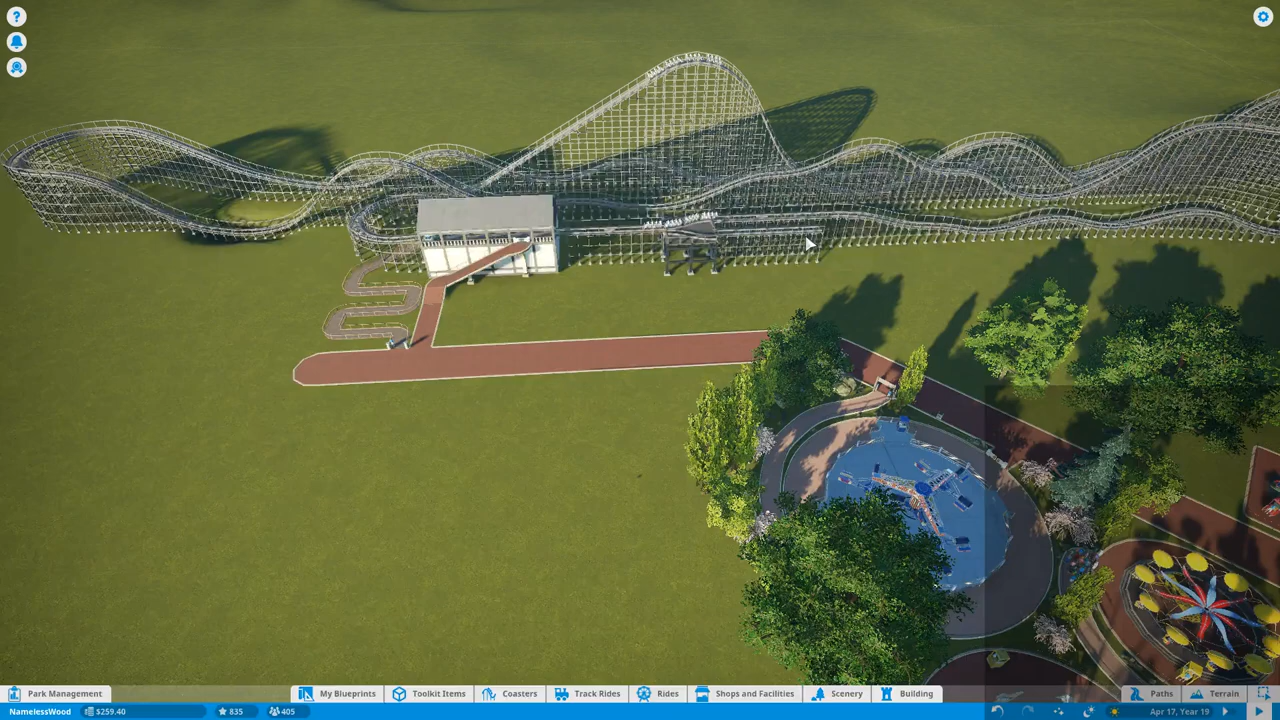 ?
Park Management
My Blueprints
Toolkit Items
Coasters
Track Rides
Rides
Shops and Facilities
Scenery
Building
Paths
Terrain
NamelessWood
$259.40
835
405
Apr 17, Year 19